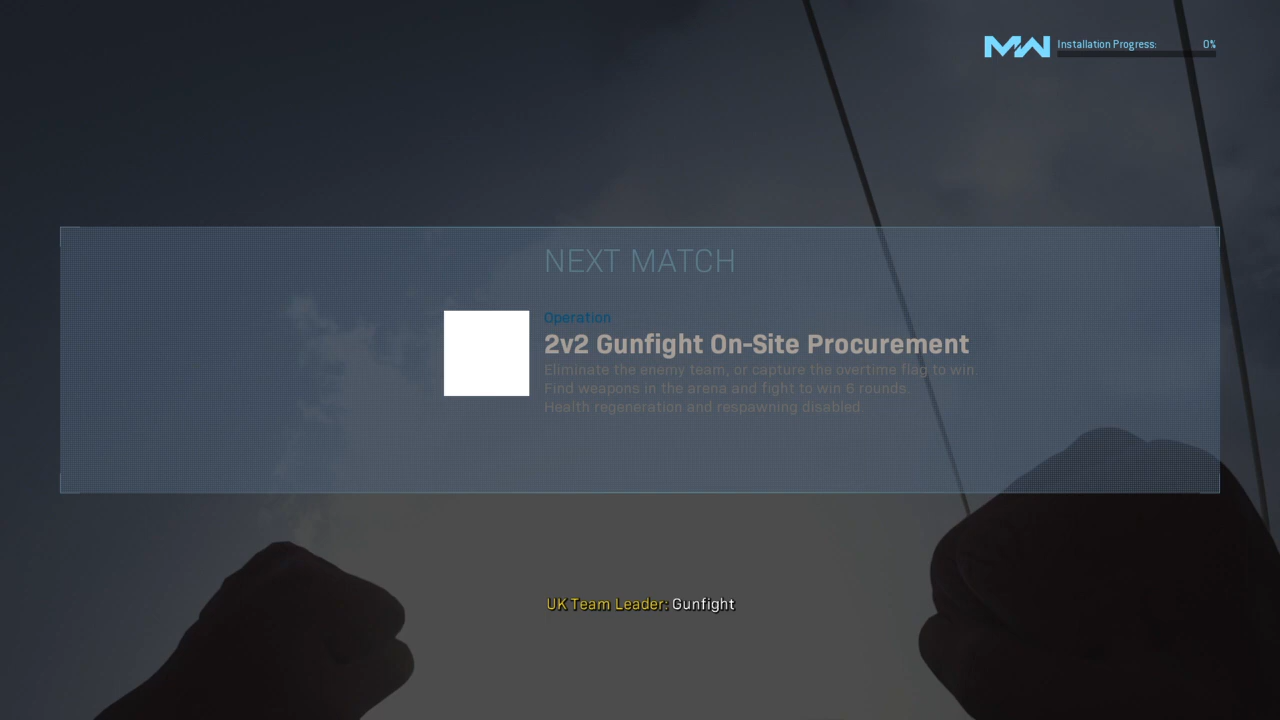 MW Installation Progress: 0%
NEXT MATCH
Operation
2v2 Gunfight On-Site Procurement
Eliminate the enemy team, or capture the overtime flag to win.
Find weapons in the arena and fight to win 6 rounds.
Health regeneration and respawning disabled.
UK Team Leader: Gunfight